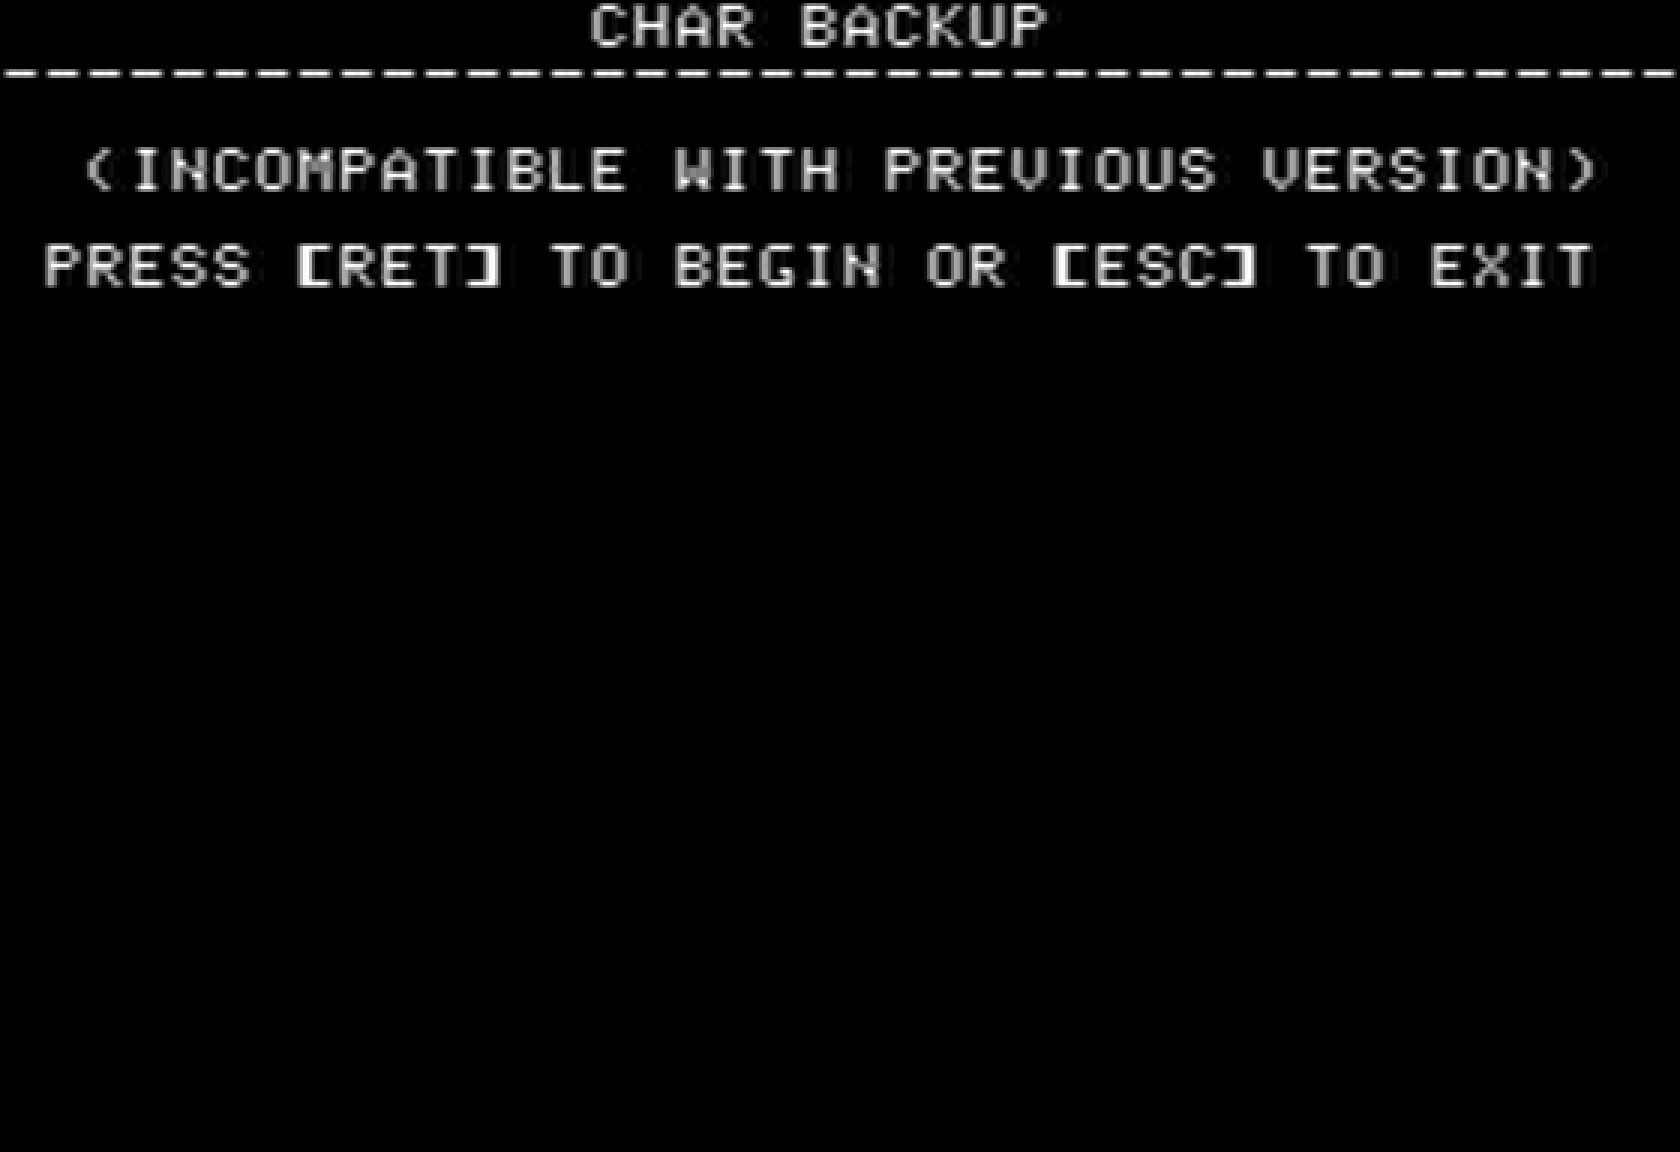 CHAR BACKUP
----------------------------------------
(INCOMPATIBLE WITH PREVIOUS VERSION)
PRESS [RET] TO BEGIN OR [ESC] TO EXIT